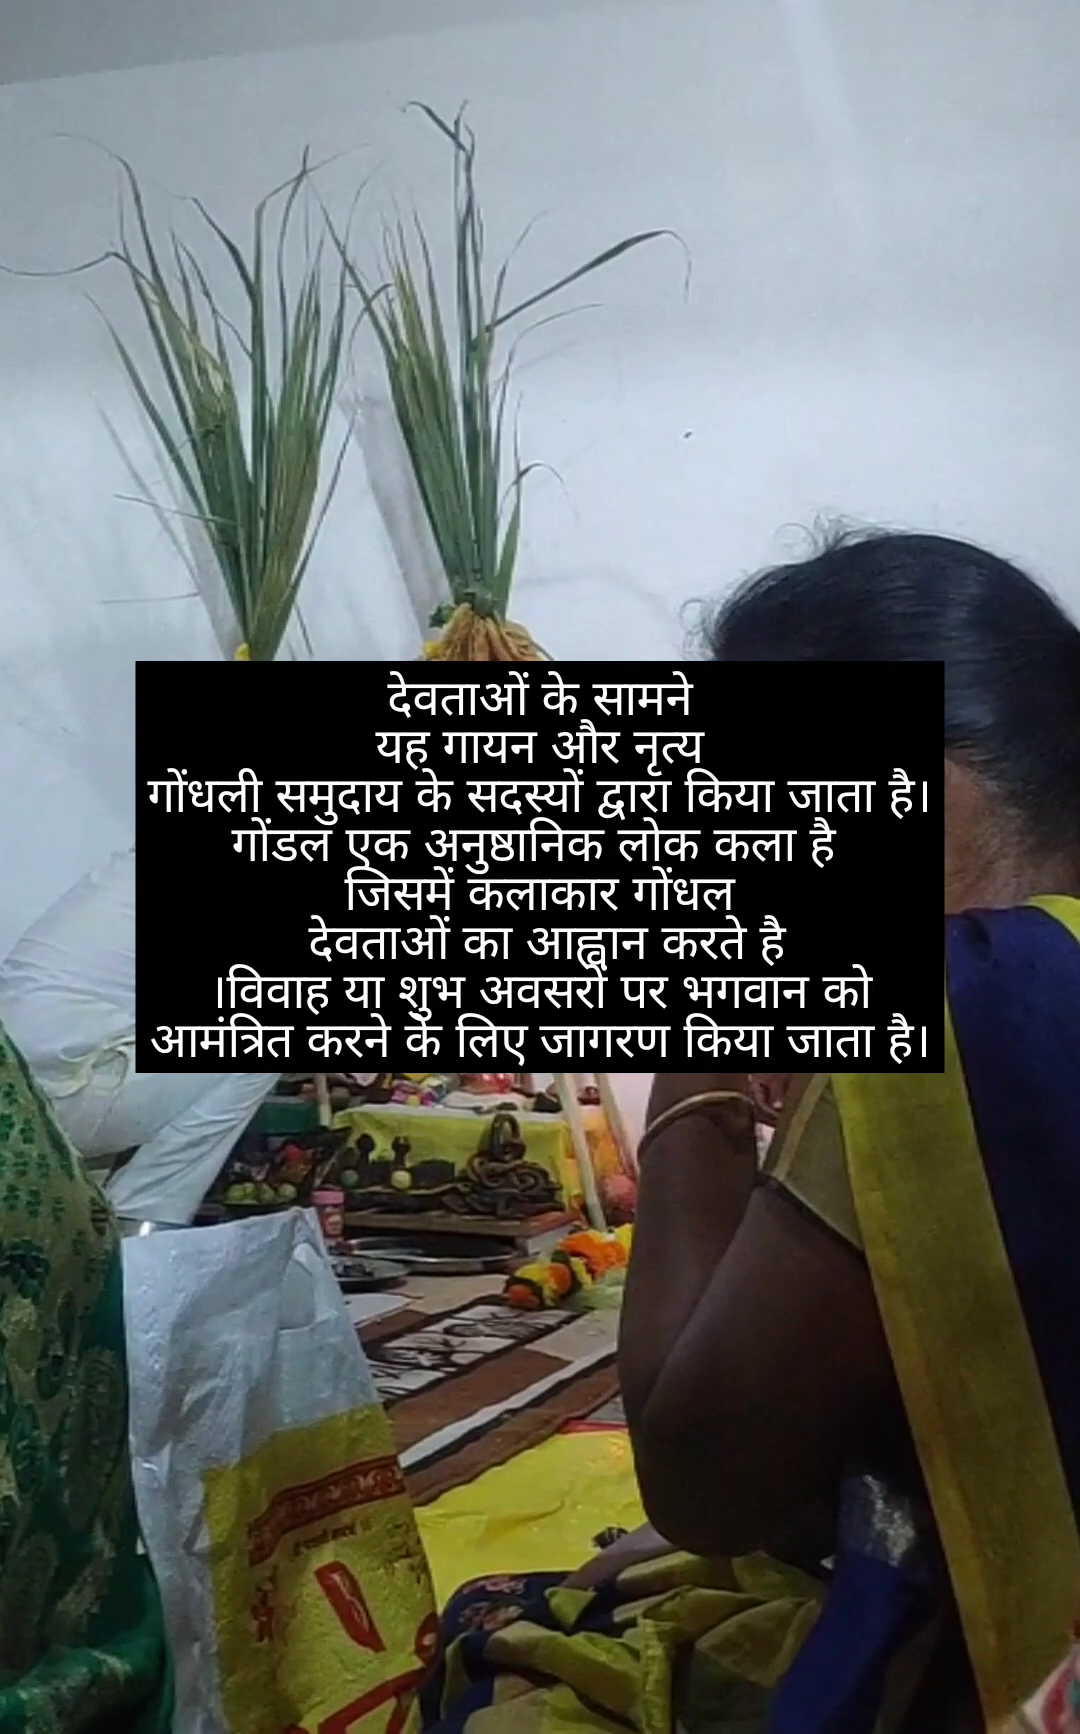 देवताओं के सामने
यह गायन और नृत्य
गोंधली समुदाय के सदस्यों द्वारा किया जाता है।
गोंडल एक अनुष्ठानिक लोक कला है
जिसमें कलाकार गोंधल
देवताओं का आह्वान करते है
।विवाह या शुभ अवसरों पर भगवान को
आमंत्रित करने के लिए जागरण किया जाता है।